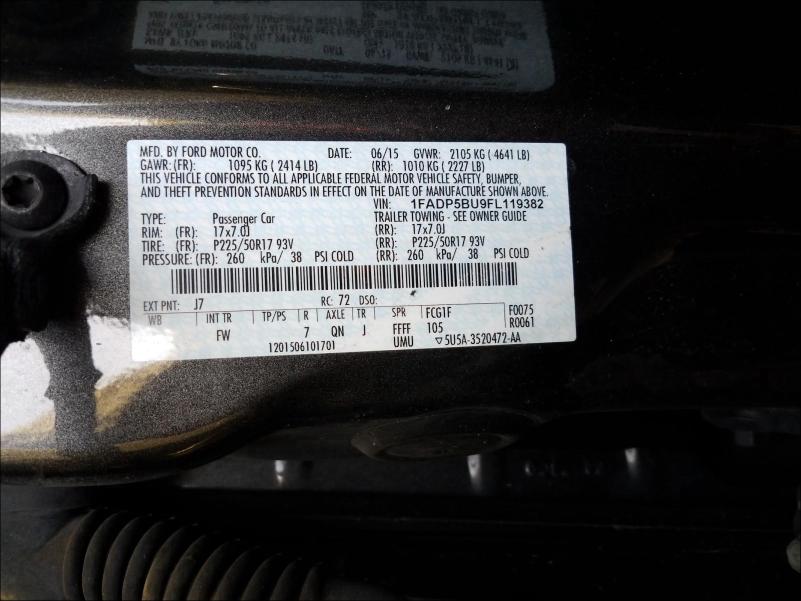 MFD. BY FORD MOTOR CO. DATE: 06/15 GVWR: 2105 KG ( 4641 LB)
GAWR: (FR): 1095 KG ( 2414 LB) (RR): 1010 KG ( 2227 LB)
THIS VEHICLE CONFORMS TO ALL APPLICABLE FEDERAL MOTOR VEHICLE SAFETY, BUMPER,
AND THEFT PREVENTION STANDARDS IN EFFECT ON THE DATE OF MANUFACTURE SHOWN ABOVE.
VIN: 1FADP5BU9FL119382
TYPE: Passenger Car TRAILER TOWING - SEE OWNER GUIDE
RIM: (FR): 17x7.0J (RR): 17x7.0J
TIRE: (FR): P225/50R17 93V (RR): P225/50R17 93V
PRESSURE: (FR): 260 kPa/ 38 PSI COLD (RR): 260 kPa/ 38 PSI COLD
EXT PNT: J7 RC: 72 DSO:
WB INT TR TP/PS R AXLE TR SPR FCG1F F0075
FW 7 QN J FFFF 105 R0061
1201506101701 UMU ▽5U5A-3520472-AA